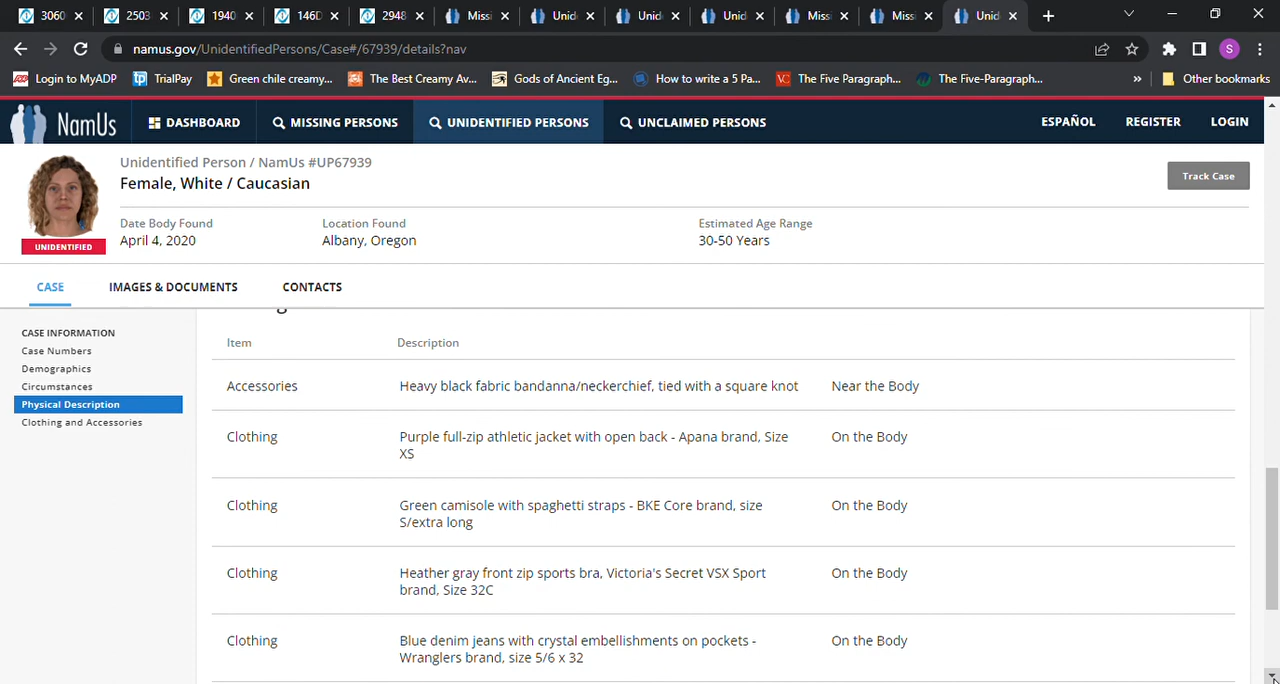 3060 2503 1940 146D 2948 Missi Unid Unid Unid Missi Missi Unid
namus.gov/UnidentifiedPersons/Case#/67939/details?nav S
Login to MyADP tp TrialPay Green chile creamy... The Best Creamy Av... Gods of Ancient Eg... How to write a 5 Pa... VC The Five Paragraph... The Five-Paragraph... » Other bookmarks
NamUs DASHBOARD MISSING PERSONS UNIDENTIFIED PERSONS UNCLAIMED PERSONS ESPAÑOL REGISTER LOGIN
Unidentified Person / NamUs #UP67939
Female, White / Caucasian
Track Case
Date Body Found Location Found Estimated Age Range
April 4, 2020 Albany, Oregon 30-50 Years
UNIDENTIFIED
CASE IMAGES & DOCUMENTS CONTACTS
CASE INFORMATION
Case Numbers
Demographics
Circumstances
Physical Description
Clothing and Accessories
Item Description
Accessories Heavy black fabric bandanna/neckerchief, tied with a square knot Near the Body
Clothing Purple full-zip athletic jacket with open back - Apana brand, Size On the Body
XS
Clothing Green camisole with spaghetti straps - BKE Core brand, size On the Body
S/extra long
Clothing Heather gray front zip sports bra, Victoria's Secret VSX Sport On the Body
brand, Size 32C
Clothing Blue denim jeans with crystal embellishments on pockets - On the Body
Wranglers brand, size 5/6 x 32